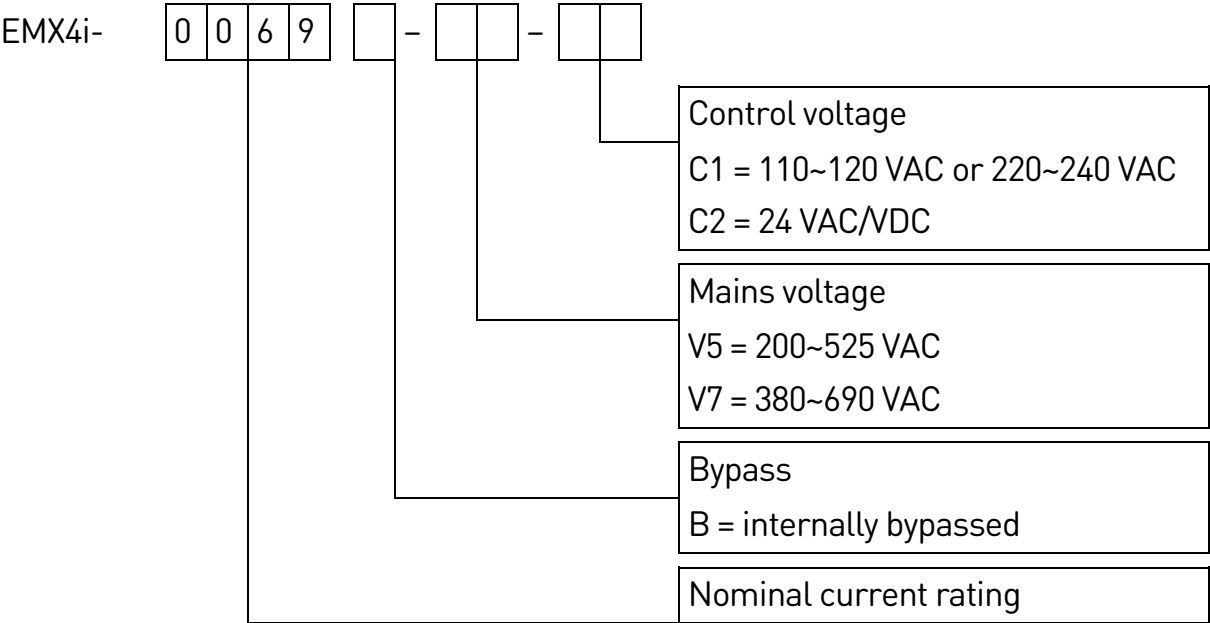 EMX4i- 0 0 6 9 – –
Control voltage
C1 = 110~120 VAC or 220~240 VAC
C2 = 24 VAC/VDC
Mains voltage
V5 = 200~525 VAC
V7 = 380~690 VAC
Bypass
B = internally bypassed
Nominal current rating